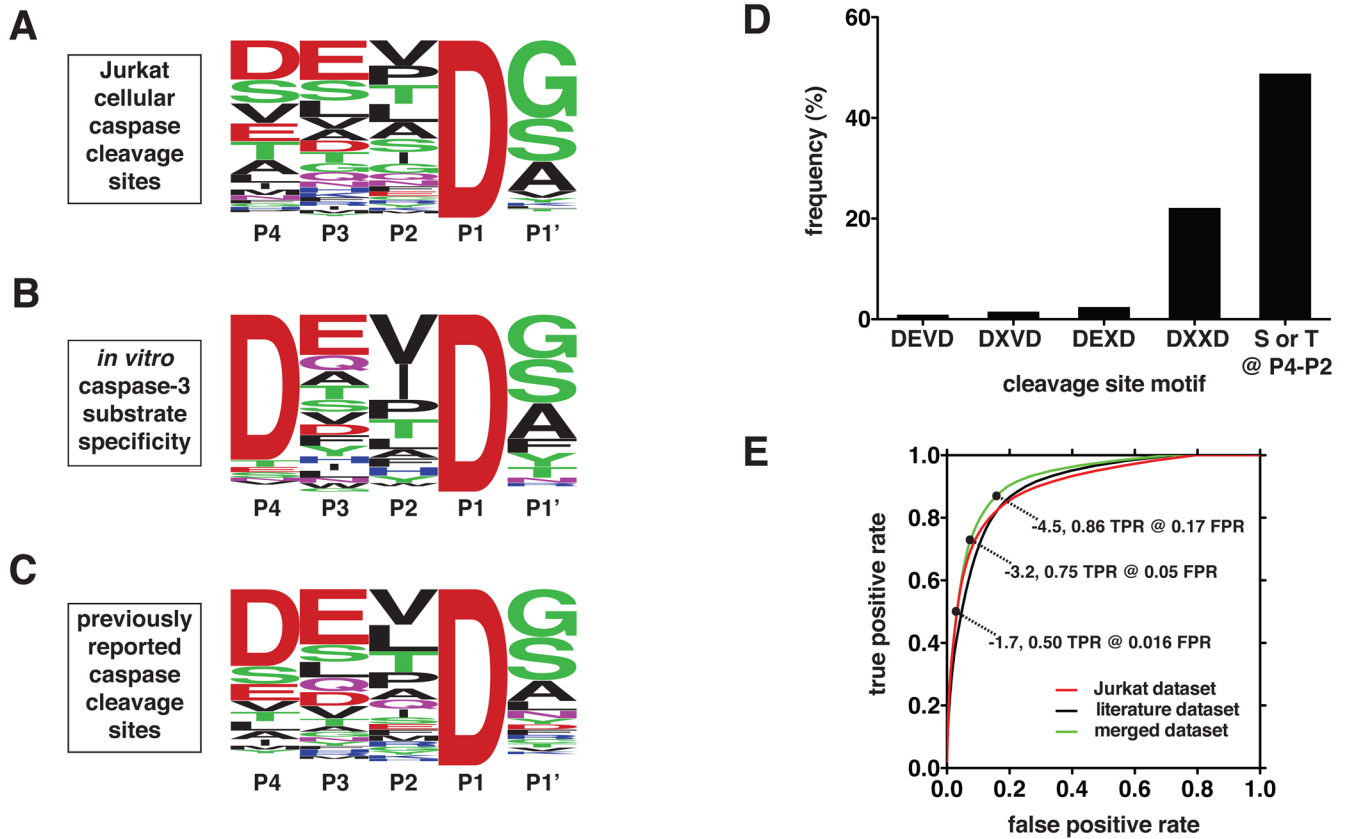 A
Jurkat
cellular
caspase
cleavage
sites
P4 P3 P2 P1 P1'
B
in vitro
caspase-3
substrate
specificity
P4 P3 P2 P1 P1'
C
previously
reported
caspase
cleavage
sites
P4 P3 P2 P1 P1'
D
frequency (%)
60
40
20
0
DEVD DXVD DEXD DXXD S or T
@ P4-P2
cleavage site motif
E
true positive rate
1.0
0.8
0.6
0.4
0.2
0.0
-4.5, 0.86 TPR @ 0.17 FPR
-3.2, 0.75 TPR @ 0.05 FPR
-1.7, 0.50 TPR @ 0.016 FPR
Jurkat dataset
literature dataset
merged dataset
0.0 0.2 0.4 0.6 0.8 1.0
false positive rate